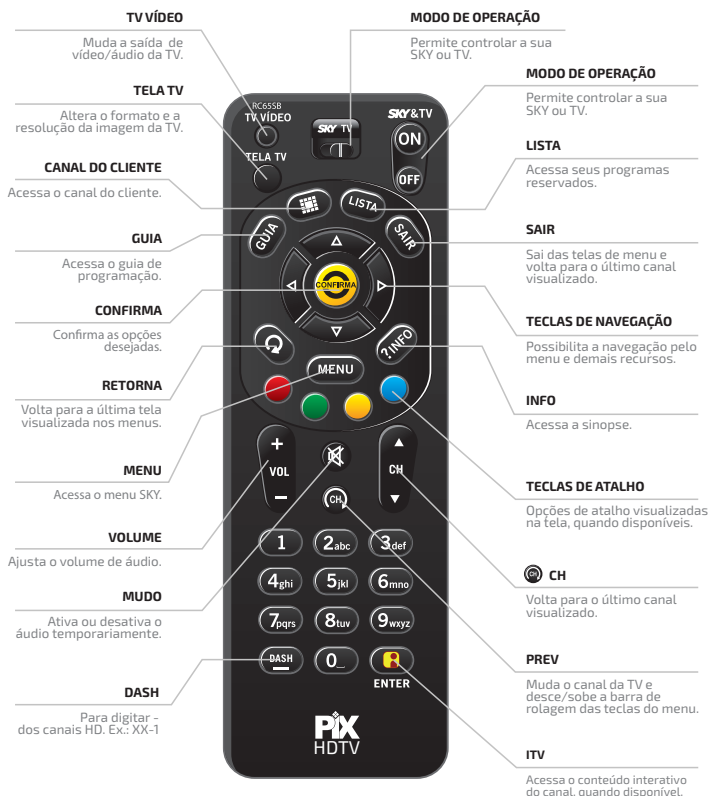 TV VÍDEO
Muda a saída de
vídeo/áudio da TV.
TELA TV
Altera o formato e a
resolução da imagem da TV.
CANAL DO CLIENTE
Acessa o canal do cliente.
GUIA
Acessa o guia de
programação.
CONFIRMA
Confirma as opções
desejadas.
RETORNA
Volta para a última tela
visualizada nos menus.
MENU
Acessa o menu SKY.
VOLUME
Ajusta o volume de áudio.
MUDO
Ativa ou desativa o
áudio temporariamente.
DASH
Para digitar -
dos canais HD. Ex.: XX-1
RC65SB
TV VÍDEO
SKY TV
SKY&TV
ON
OFF
TELA TV
LISTA
GUIA
SAIR
CONFIRMA
?INFO
MENU
+
VOL
−
CH
CH
1
2abc
3def
4ghi
5jkl
6mno
7pqrs
8tuv
9wxyz
DASH
0_
ENTER
PiX
HDTV
MODO DE OPERAÇÃO
Permite controlar a sua
SKY ou TV.
MODO DE OPERAÇÃO
Permite controlar a sua
SKY ou TV.
LISTA
Acessa seus programas
reservados.
SAIR
Sai das telas de menu e
volta para o último canal
visualizado.
TECLAS DE NAVEGAÇÃO
Possibilita a navegação pelo
menu e demais recursos.
INFO
Acessa a sinopse.
TECLAS DE ATALHO
Opções de atalho visualizadas
na tela, quando disponíveis.
CH CH
Volta para o último canal
visualizado.
PREV
Muda o canal da TV e
desce/sobe a barra de
rolagem das teclas do menu.
ITV
Acessa o conteúdo interativo
do canal, quando disponível.